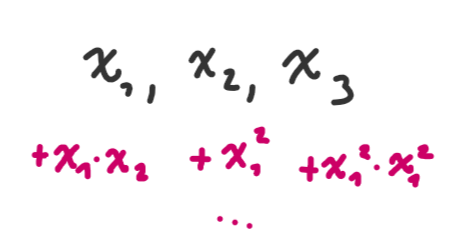 x₁, x₂, x₃
+x₁·x₂ +x₁² +x₁²·x₁²
...